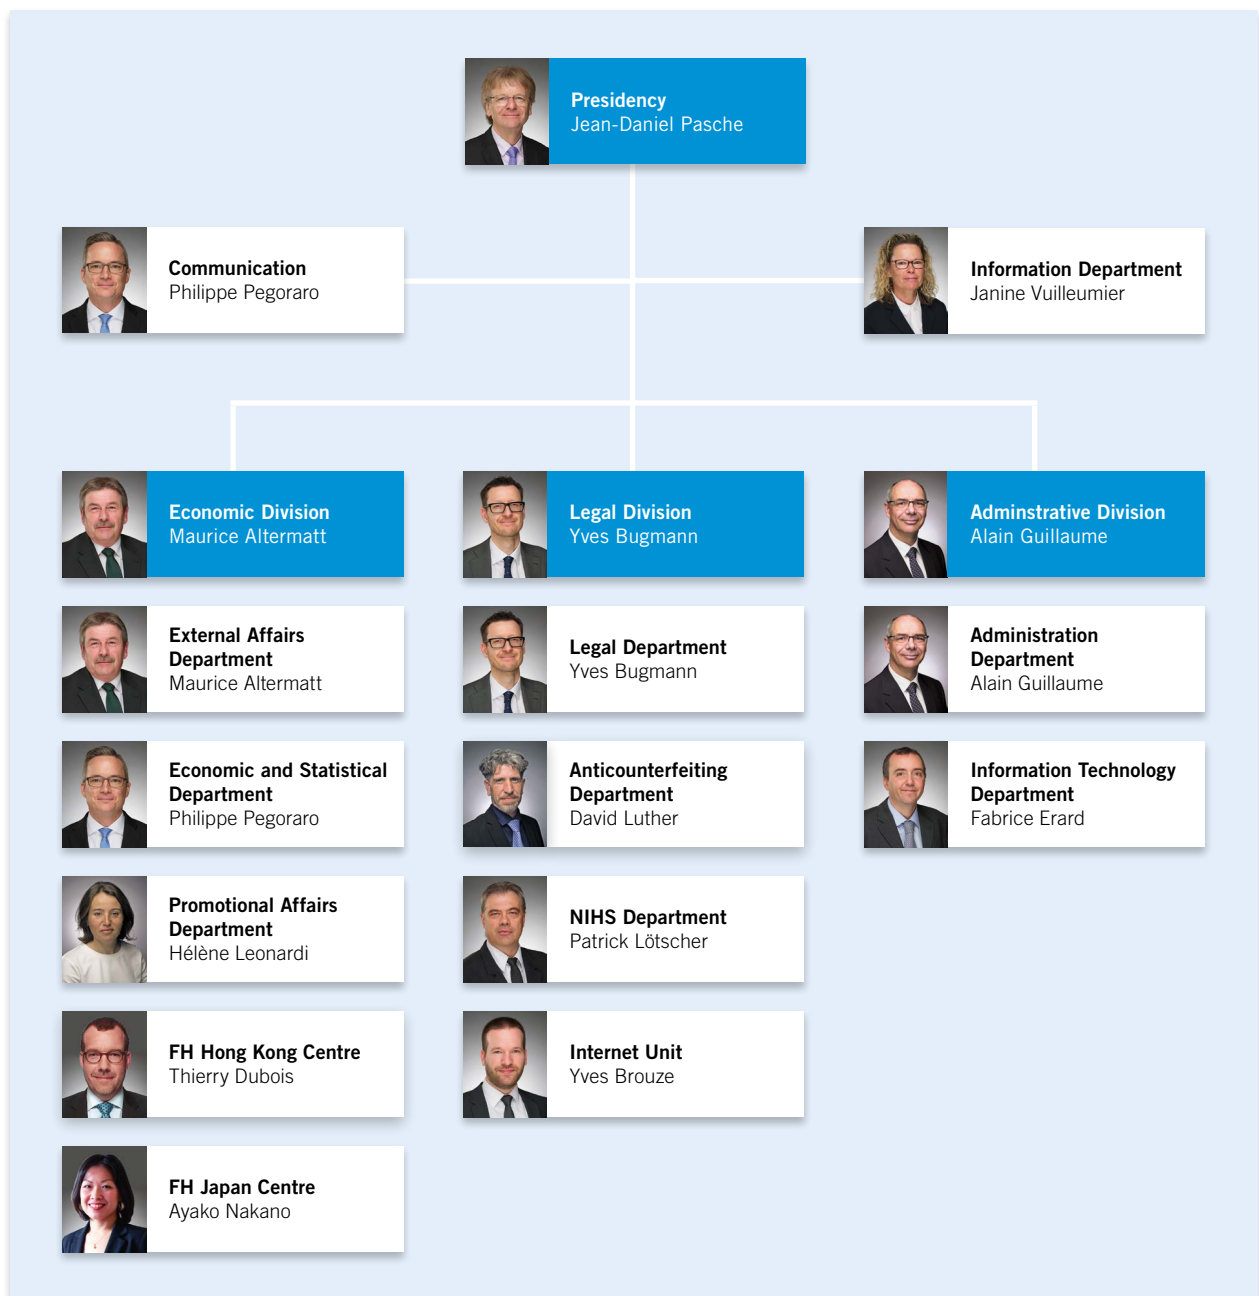 Presidency
Jean-Daniel Pasche
Communication
Philippe Pegoraro
Information Department
Janine Vuilleumier
Economic Division
Maurice Altermatt
Legal Division
Yves Bugmann
Adminstrative Division
Alain Guillaume
External Affairs
Department
Maurice Altermatt
Legal Department
Yves Bugmann
Administration
Department
Alain Guillaume
Economic and Statistical
Department
Philippe Pegoraro
Anticounterfeiting
Department
David Luther
Information Technology
Department
Fabrice Erard
Promotional Affairs
Department
Hélène Leonardi
NIHS Department
Patrick Lötscher
FH Hong Kong Centre
Thierry Dubois
Internet Unit
Yves Brouze
FH Japan Centre
Ayako Nakano